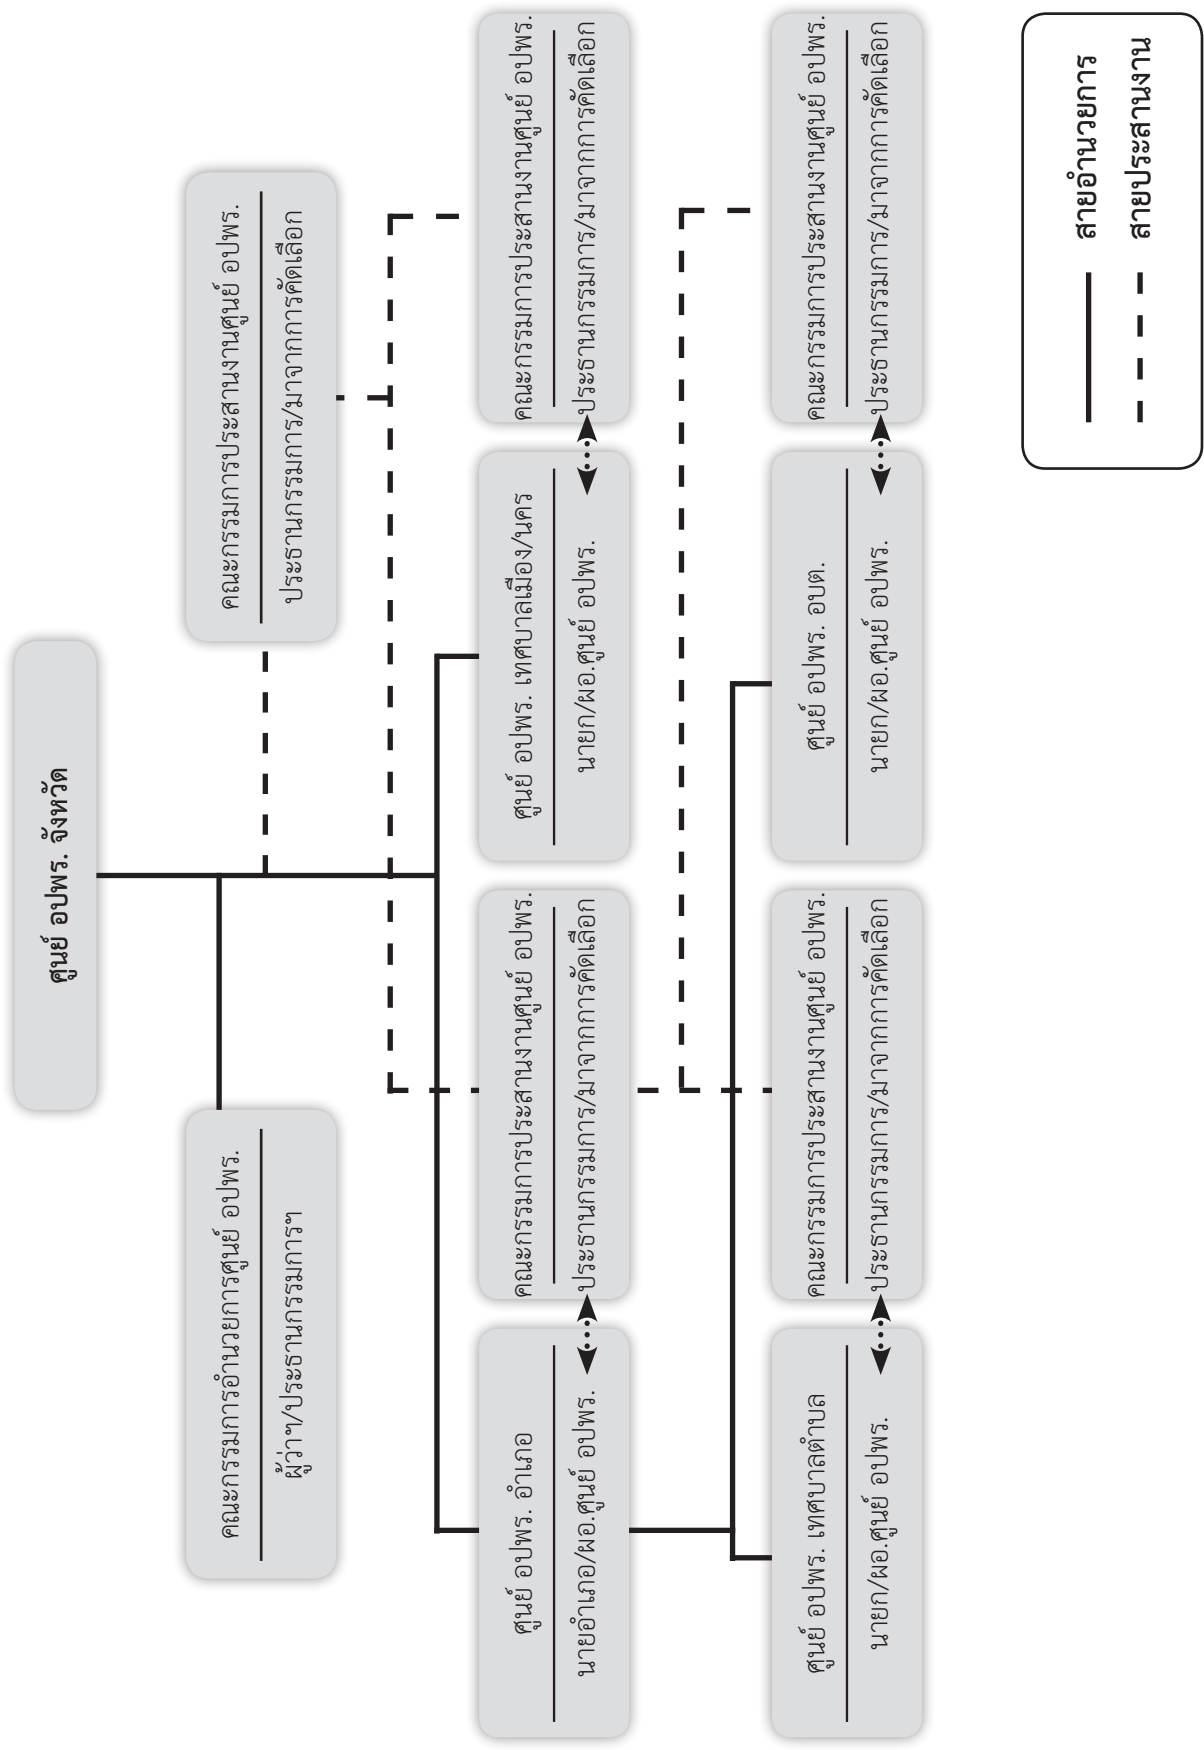 ศูนย์ อปพร. จังหวัด
คณะกรรมการอำนวยการศูนย์ อปพร.
ผู้ว่าฯ/ประธานกรรมการฯ
คณะกรรมการประสานงานศูนย์ อปพร.
ประธานกรรมการ/มาจากการคัดเลือก
ศูนย์ อปพร. อำเภอ
นายอำเภอ/ผอ.ศูนย์ อปพร.
คณะกรรมการประสานงานศูนย์ อปพร.
ประธานกรรมการ/มาจากการคัดเลือก
ศูนย์ อปพร. เทศบาลเมือง/นคร
นายก/ผอ.ศูนย์ อปพร.
คณะกรรมการประสานงานศูนย์ อปพร.
ประธานกรรมการ/มาจากการคัดเลือก
ศูนย์ อปพร. เทศบาลตำบล
นายก/ผอ.ศูนย์ อปพร.
คณะกรรมการประสานงานศูนย์ อปพร.
ประธานกรรมการ/มาจากการคัดเลือก
ศูนย์ อปพร. อบต.
นายก/ผอ.ศูนย์ อปพร.
คณะกรรมการประสานงานศูนย์ อปพร.
ประธานกรรมการ/มาจากการคัดเลือก
สายอำนวยการ
สายประสานงาน